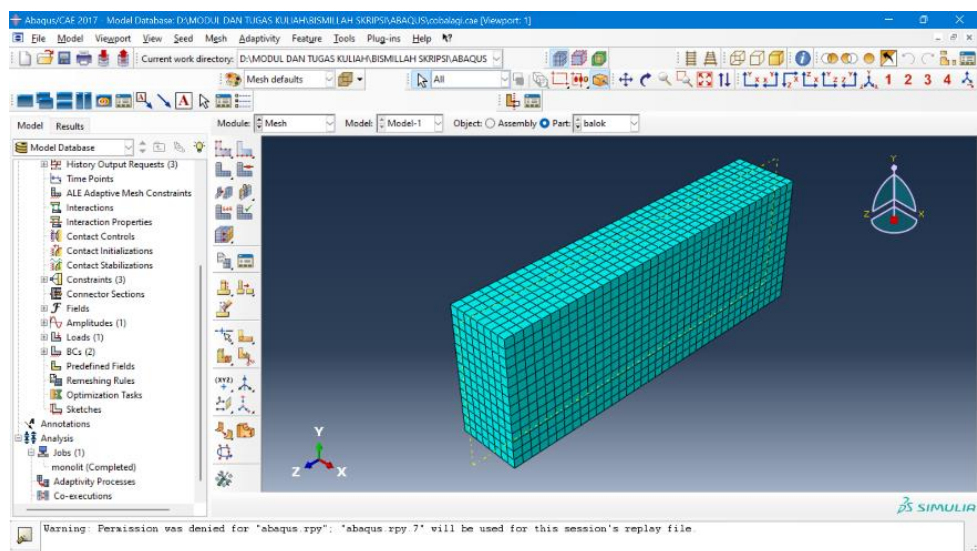 Abaqus/CAE 2017 - Model Database: D:\MODUL DAN TUGAS KULIAH\BISMILLAH SKRIPSI\ABAQUS\cobalagi.cae [Viewport: 1]
File Model Viewport View Seed Mesh Adaptivity Feature Tools Plug-ins Help
Current work directory: D:\MODUL DAN TUGAS KULIAH\BISMILLAH SKRIPSI\ABAQUS
Mesh defaults All 1 2 3 4
Model Results Module: Mesh Model: Model-1 Object: Assembly Part: balok
Model Database
History Output Requests (3)
Time Points
ALE Adaptive Mesh Constraints
Interactions
Interaction Properties
Contact Controls
Contact Initializations
Contact Stabilizations
Constraints (3)
Connector Sections
Fields
Amplitudes (1)
Loads (1)
BCs (2)
Predefined Fields
Remeshing Rules
Optimization Tasks
Sketches
Annotations
Analysis
Jobs (1)
monolit (Completed)
Adaptivity Processes
Co-executions
(XYZ)
Y
Z X
Y
Z X
SIMULIA
Warning: Permission was denied for "abaqus.rpy"; "abaqus.rpy.7" will be used for this session's replay file.